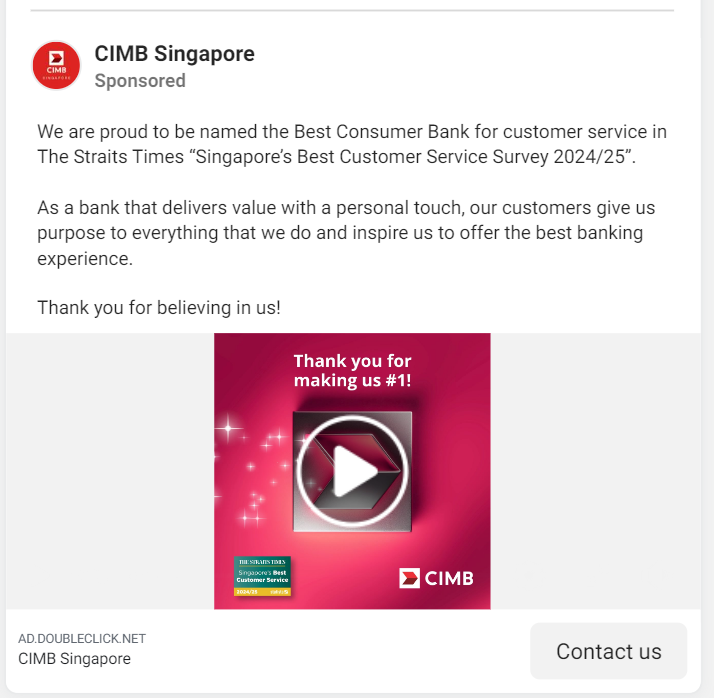 CIMB
SINGAPORE
CIMB Singapore
Sponsored
We are proud to be named the Best Consumer Bank for customer service in
The Straits Times “Singapore’s Best Customer Service Survey 2024/25”.
As a bank that delivers value with a personal touch, our customers give us
purpose to everything that we do and inspire us to offer the best banking
experience.
Thank you for believing in us!
Thank you for
making us #1!
THE STRAITS TIMES
Singapore's Best
Customer Service
2024/25
CIMB
AD.DOUBLECLICK.NET
CIMB Singapore
Contact us